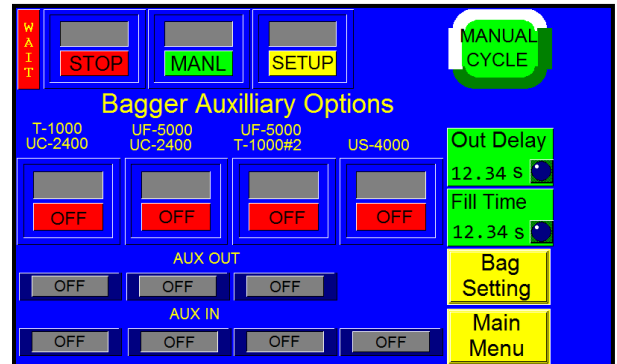 WAIT
STOP
MANL
SETUP
MANUAL
CYCLE
Bagger Auxilliary Options
T-1000
UC-2400
UF-5000
UC-2400
UF-5000
T-1000#2
US-4000
OFF
OFF
OFF
OFF
Out Delay
12.34 s
Fill Time
12.34 s
AUX OUT
OFF
OFF
OFF
AUX IN
OFF
OFF
OFF
OFF
Bag
Setting
Main
Menu